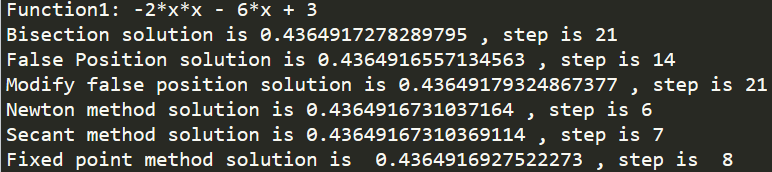 Function1: -2*x*x - 6*x + 3
Bisection solution is 0.4364917278289795 , step is 21
False Position solution is 0.4364916557134563 , step is 14
Modify false position solution is 0.43649179324867377 , step is 21
Newton method solution is 0.4364916731037164 , step is 6
Secant method solution is 0.43649167310369114 , step is 7
Fixed point method solution is  0.4364916927522273 , step is  8